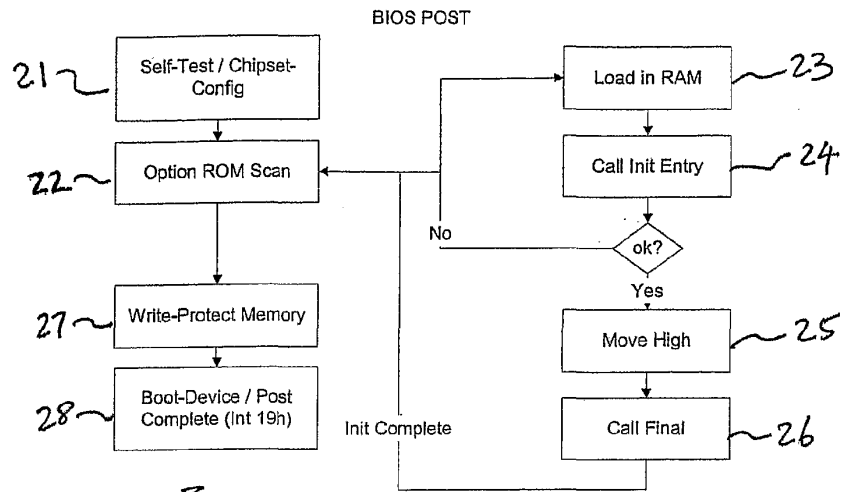 BIOS POST
21
Self-Test / Chipset-
Config
22
Option ROM Scan
27
Write-Protect Memory
28
Boot-Device / Post
Complete (Int 19h)
Load in RAM
23
Call Init Entry
24
No
ok?
Yes
Move High
25
Init Complete
Call Final
26